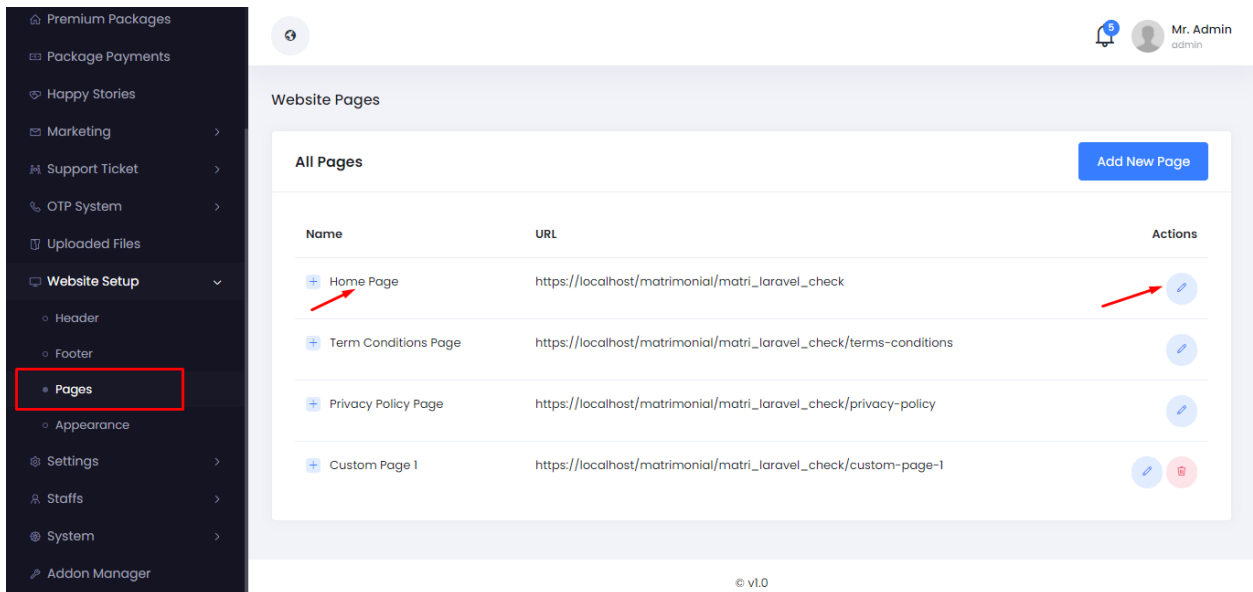 Premium Packages
Package Payments
Happy Stories
Marketing
Support Ticket
OTP System
Uploaded Files
Website Setup
Header
Footer
Pages
Appearance
Settings
Staffs
System
Addon Manager
5
Mr. Admin
admin
Website Pages
All Pages
Add New Page
Name URL Actions
Home Page https://localhost/matrimonial/matri_laravel_check
Term Conditions Page https://localhost/matrimonial/matri_laravel_check/terms-conditions
Privacy Policy Page https://localhost/matrimonial/matri_laravel_check/privacy-policy
Custom Page 1 https://localhost/matrimonial/matri_laravel_check/custom-page-1
© v1.0